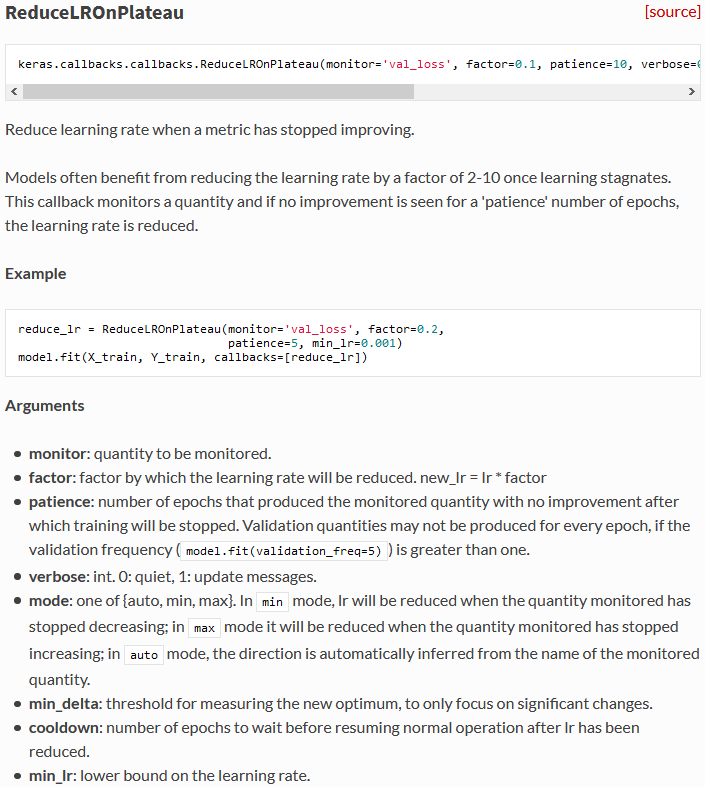 ReduceLROnPlateau
[source]
keras.callbacks.callbacks.ReduceLROnPlateau(monitor='val_loss', factor=0.1, patience=10, verbose=
Reduce learning rate when a metric has stopped improving.
Models often benefit from reducing the learning rate by a factor of 2-10 once learning stagnates.
This callback monitors a quantity and if no improvement is seen for a 'patience' number of epochs,
the learning rate is reduced.
Example
reduce_lr = ReduceLROnPlateau(monitor='val_loss', factor=0.2,
                              patience=5, min_lr=0.001)
model.fit(X_train, Y_train, callbacks=[reduce_lr])
Arguments
• monitor: quantity to be monitored.
• factor: factor by which the learning rate will be reduced. new_lr = lr * factor
• patience: number of epochs that produced the monitored quantity with no improvement after
which training will be stopped. Validation quantities may not be produced for every epoch, if the
validation frequency ( model.fit(validation_freq=5) ) is greater than one.
• verbose: int. 0: quiet, 1: update messages.
• mode: one of {auto, min, max}. In min mode, lr will be reduced when the quantity monitored has
stopped decreasing; in max mode it will be reduced when the quantity monitored has stopped
increasing; in auto mode, the direction is automatically inferred from the name of the monitored
quantity.
• min_delta: threshold for measuring the new optimum, to only focus on significant changes.
• cooldown: number of epochs to wait before resuming normal operation after lr has been
reduced.
• min_lr: lower bound on the learning rate.